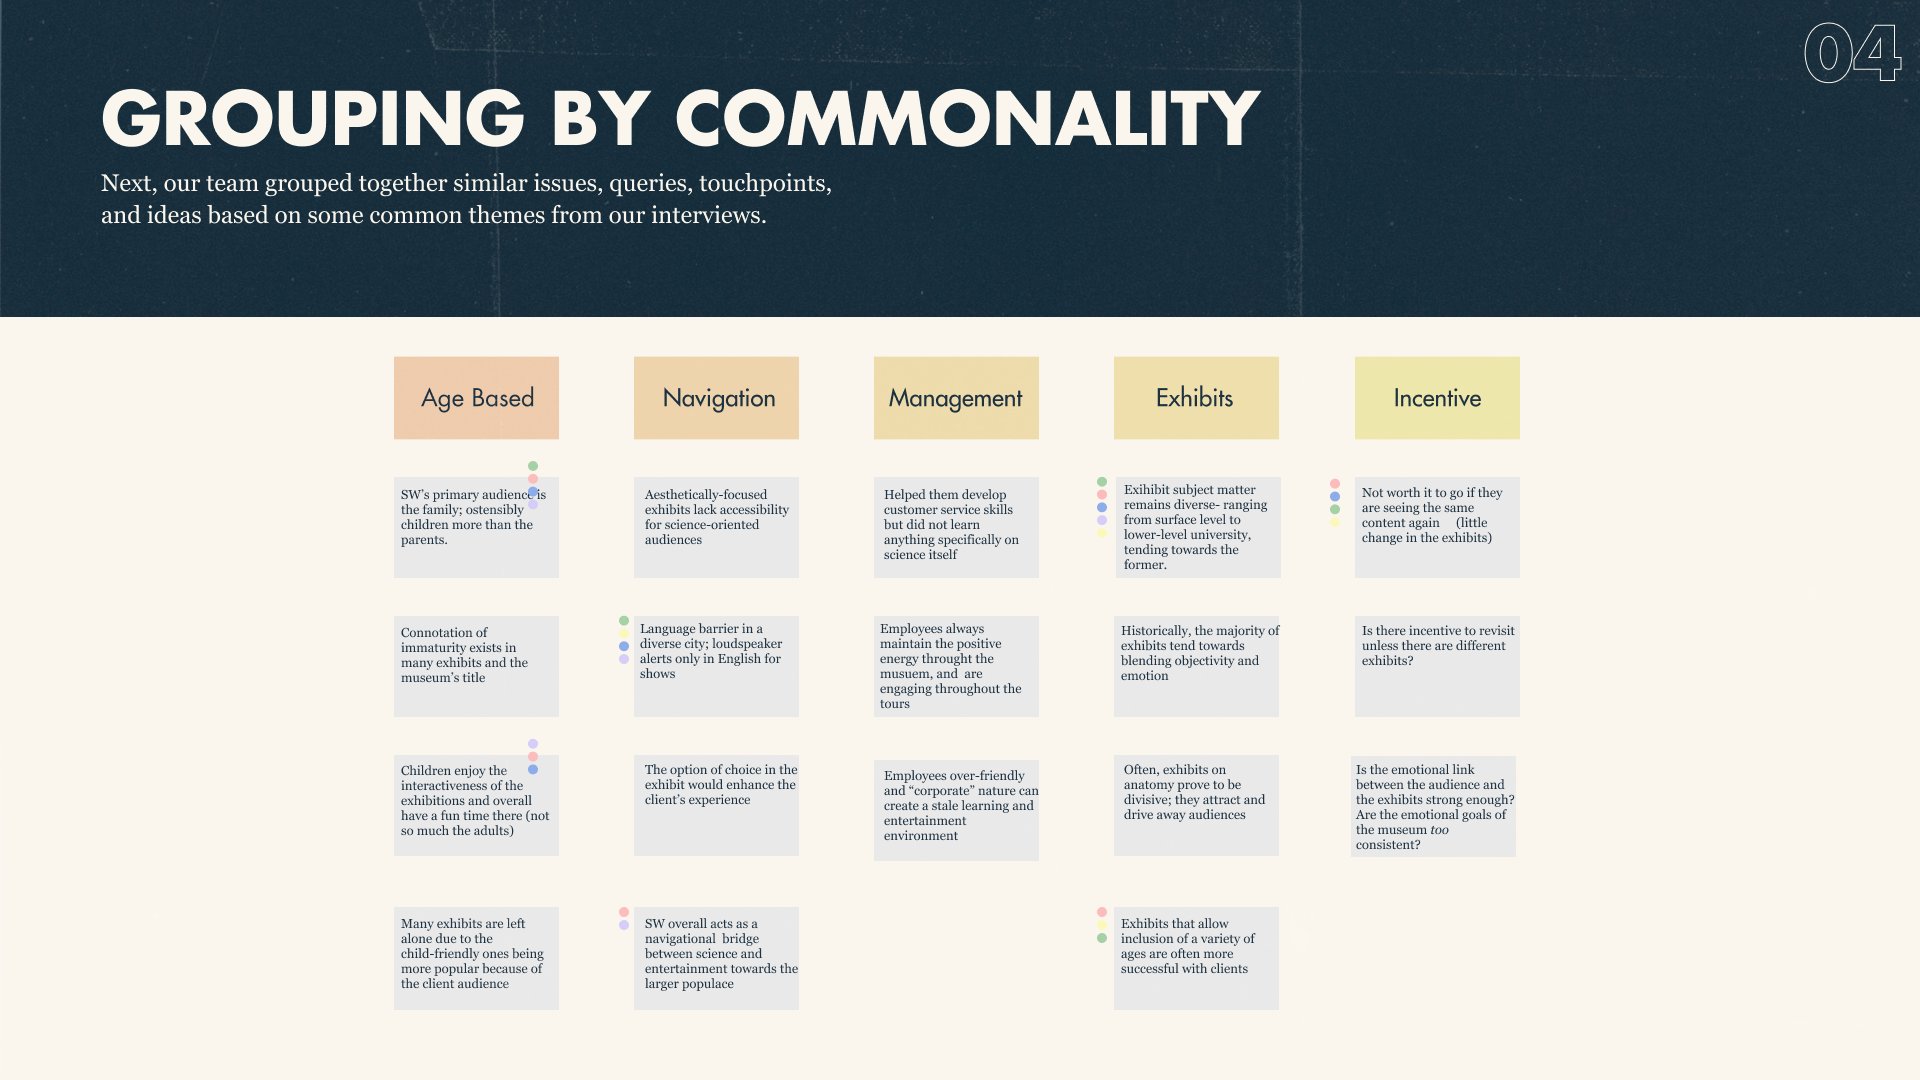 04
GROUPING BY COMMONALITY
Next, our team grouped together similar issues, queries, touchpoints,
and ideas based on some common themes from our interviews.
Age Based
Navigation
Management
Exhibits
Incentive
SW’s primary audience is
the family; ostensibly
children more than the
parents.
Aesthetically-focused
exhibits lack accessibility
for science-oriented
audiences
Helped them develop
customer service skills
but did not learn
anything specifically on
science itself
Exihibit subject matter
remains diverse- ranging
from surface level to
lower-level university,
tending towards the
former.
Not worth it to go if they
are seeing the same
content again (little
change in the exhibits)
Connotation of
immaturity exists in
many exhibits and the
museum’s title
Language barrier in a
diverse city; loudspeaker
alerts only in English for
shows
Employees always
maintain the positive
energy throught the
musuem, and are
engaging throughout the
tours
Historically, the majority of
exhibits tend towards
blending objectivity and
emotion
Is there incentive to revisit
unless there are different
exhibits?
Children enjoy the
interactiveness of the
exhibitions and overall
have a fun time there (not
so much the adults)
The option of choice in the
exhibit would enhance the
client’s experience
Employees over-friendly
and “corporate” nature can
create a stale learning and
entertainment
environment
Often, exhibits on
anatomy prove to be
divisive; they attract and
drive away audiences
Is the emotional link
between the audience and
the exhibits strong enough?
Are the emotional goals of
the museum too
consistent?
Many exhibits are left
alone due to the
child-friendly ones being
more popular because of
the client audience
SW overall acts as a
navigational bridge
between science and
entertainment towards the
larger populace
Exhibits that allow
inclusion of a variety of
ages are often more
successful with clients